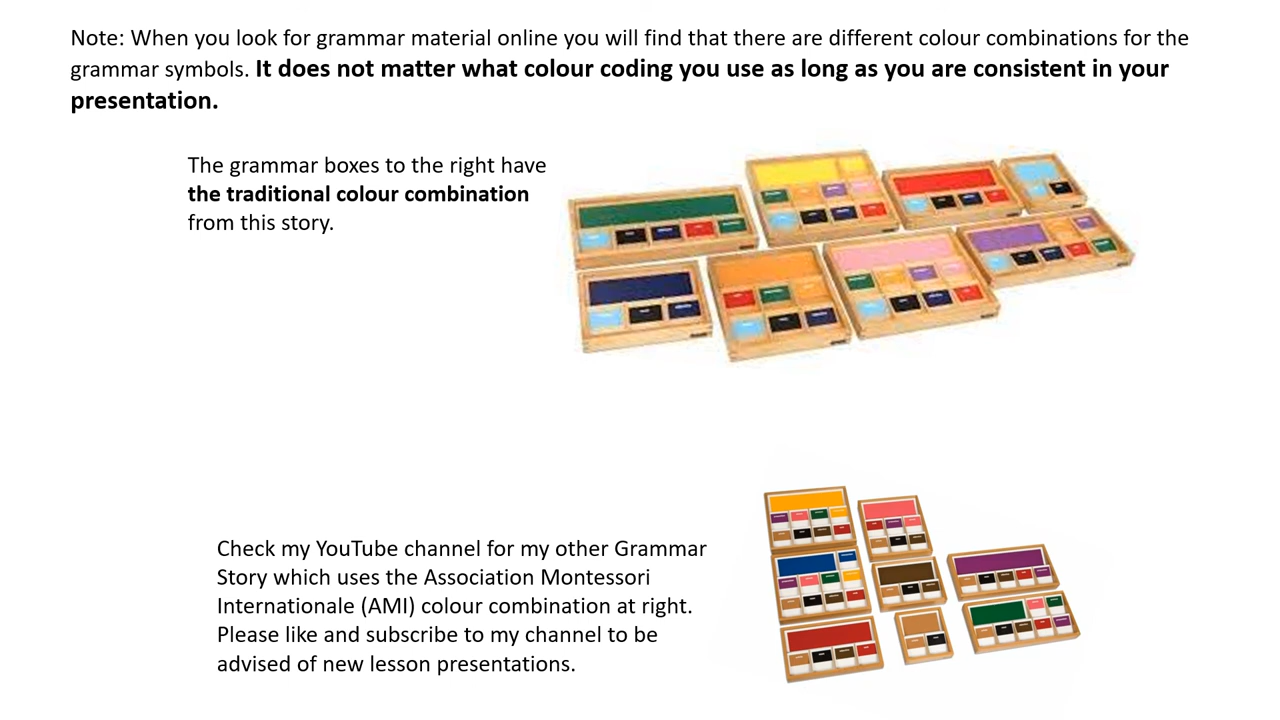 Note: When you look for grammar material online you will find that there are different colour combinations for the
grammar symbols. It does not matter what colour coding you use as long as you are consistent in your
presentation.
The grammar boxes to the right have
the traditional colour combination
from this story.
Check my YouTube channel for my other Grammar
Story which uses the Association Montessori
Internationale (AMI) colour combination at right.
Please like and subscribe to my channel to be
advised of new lesson presentations.